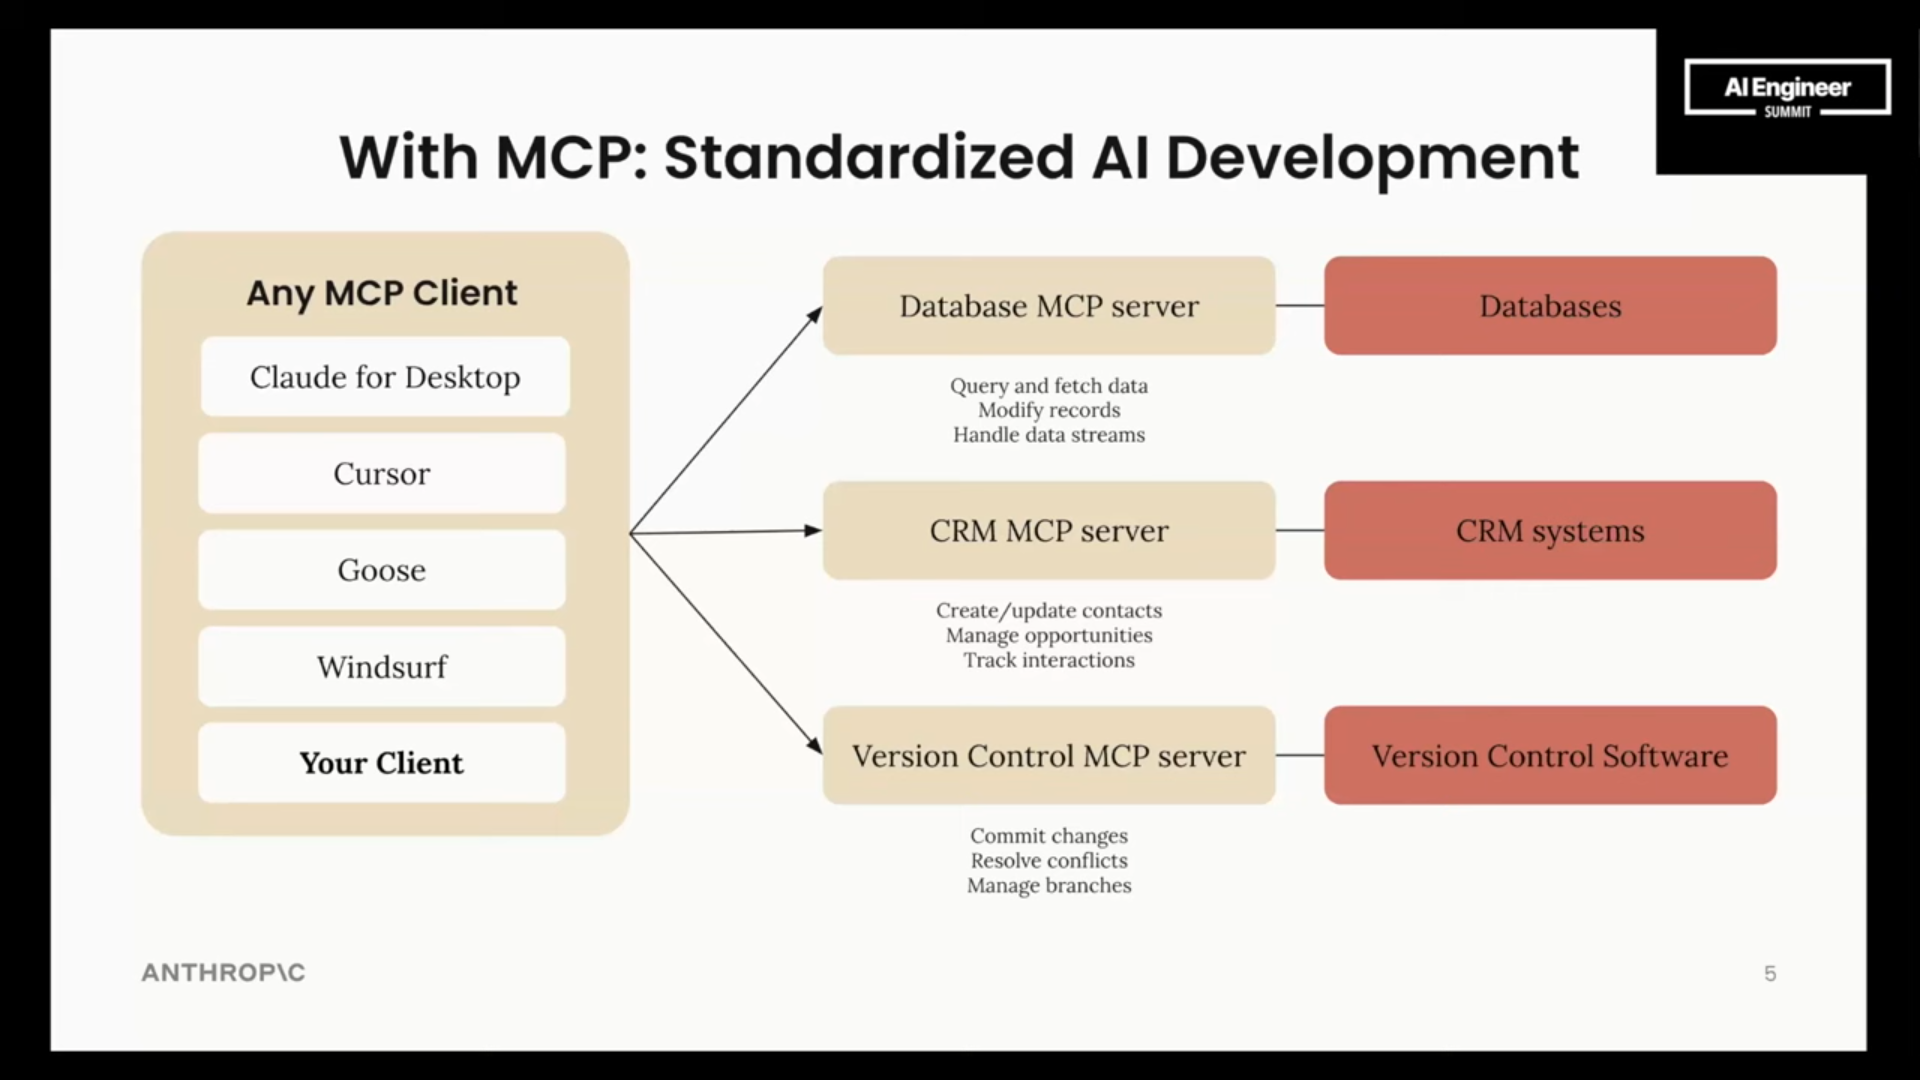 AI Engineer
SUMMIT
With MCP: Standardized AI Development
Any MCP Client
Claude for Desktop
Cursor
Goose
Windsurf
Your Client
Database MCP server
Databases
Query and fetch data
Modify records
Handle data streams
CRM MCP server
CRM systems
Create/update contacts
Manage opportunities
Track interactions
Version Control MCP server
Version Control Software
Commit changes
Resolve conflicts
Manage branches
ANTHROP\C
5